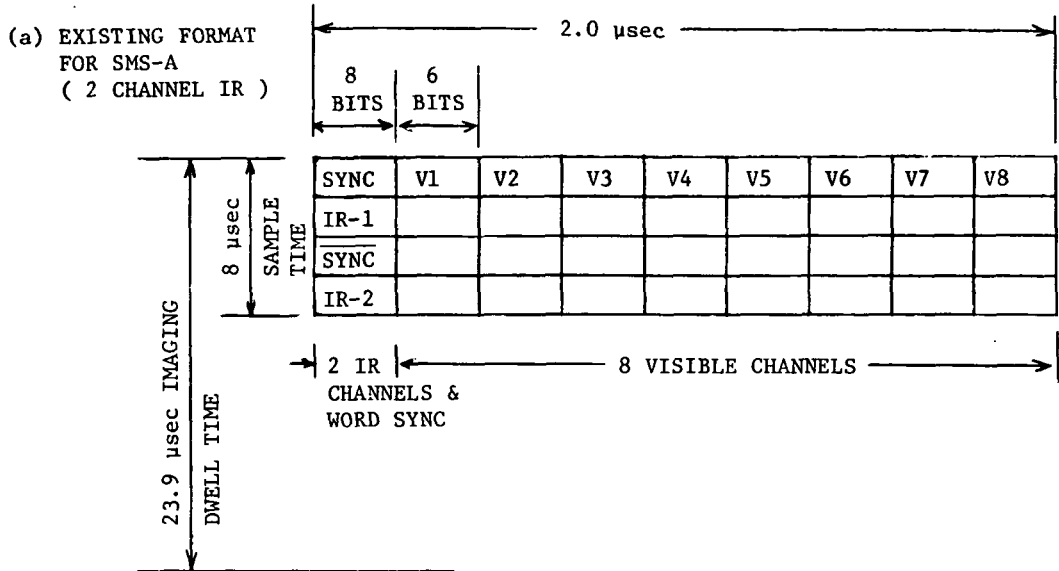 (a) EXISTING FORMAT
FOR SMS-A
( 2 CHANNEL IR )
2.0 μsec
8
BITS
6
BITS
SYNC V1 V2 V3 V4 V5 V6 V7 V8
IR-1
S̅Y̅N̅C̅
IR-2
8 μsec
SAMPLE
TIME
23.9 μsec IMAGING
DWELL TIME
2 IR
CHANNELS &
WORD SYNC
8 VISIBLE CHANNELS